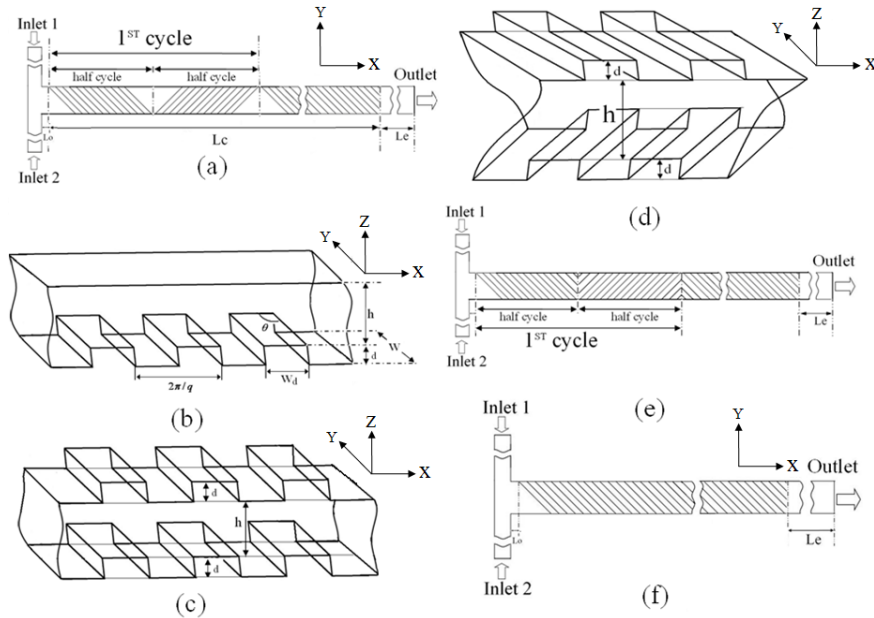 Inlet 1
1ST cycle
half cycle
half cycle
Y
X
Outlet
Lo
Lc
Le
Inlet 2
(a)
Y
Z
X
d
h
d
(d)
Y
Z
X
θ
h
W
d
2π/q
Wd
(b)
Inlet 1
Outlet
half cycle
half cycle
Le
1ST cycle
Inlet 2
(e)
Y
Z
X
d
h
d
(c)
Inlet 1
Y
X
Outlet
Lo
Le
Inlet 2
(f)